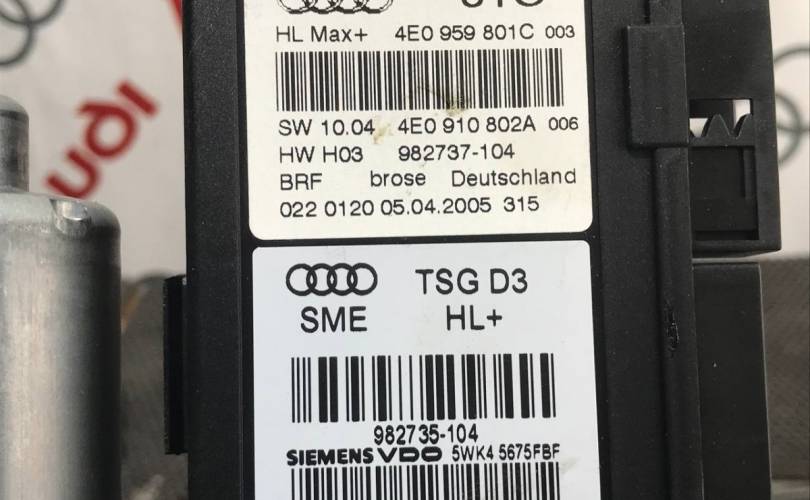 HL Max+ 4E0 959 801C 003
SW 10.04 4E0 910 802A 006
HW H03 982737-104
BRF brose Deutschland
022 0120 05.04.2005 315
TSG D3
SME HL+
982735-104
SIEMENS VDO 5WK4 5675FBF
Audi